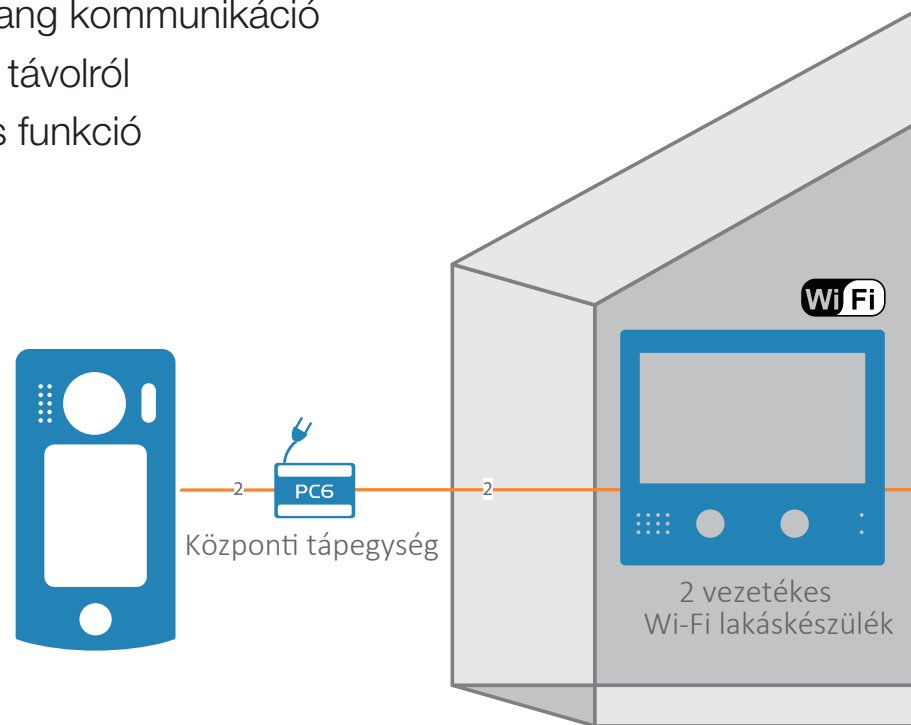 ang kommunikáció
távolról
s funkció
Wi Fi
2
PC6
2
Központi tápegység
2 vezetékes
Wi-Fi lakáskészülék